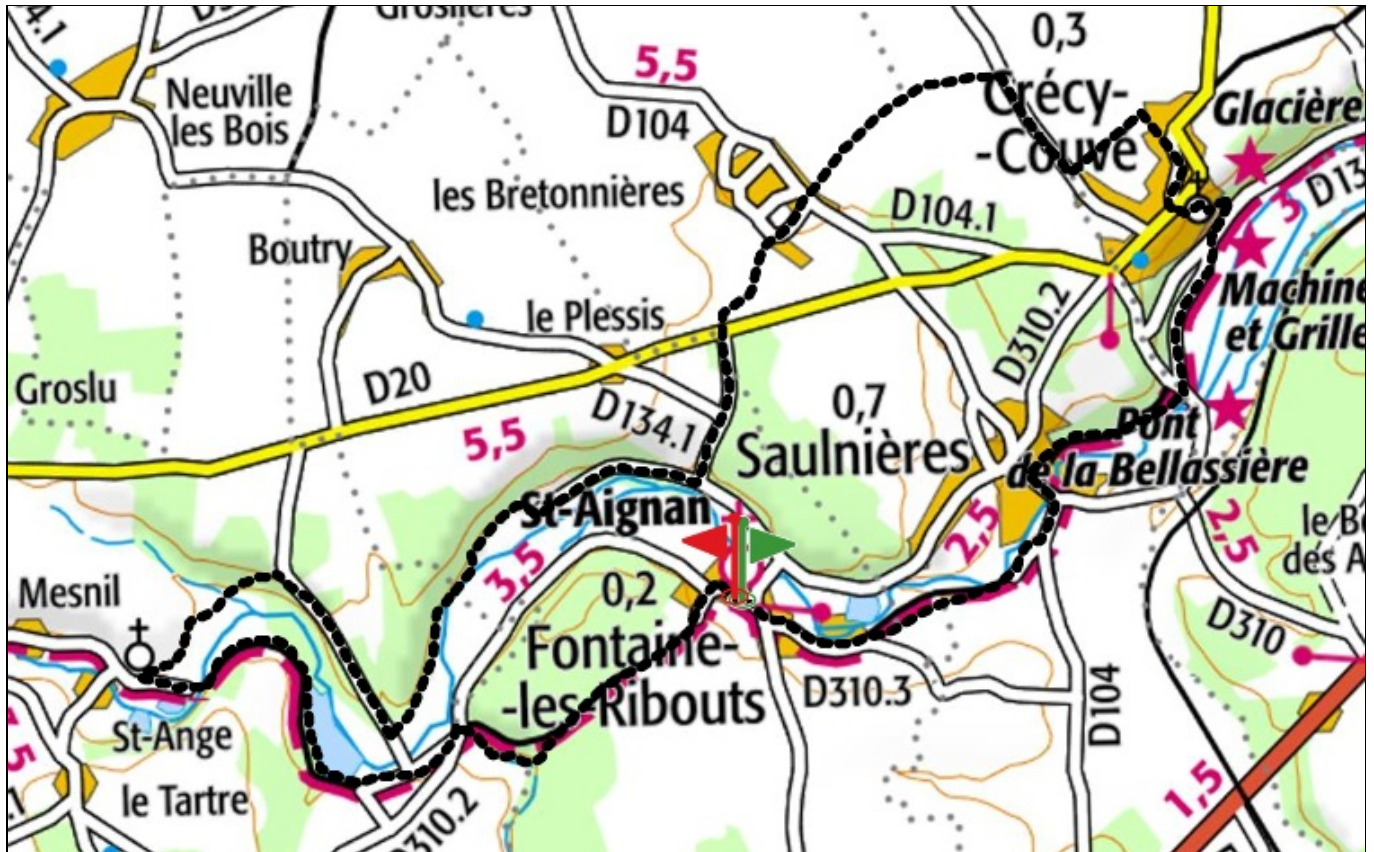 Groslières
0,3
5,5
Crécy-
-Couvé
Glacière
Neuville
les Bois
D104
les Bretonnières
D104.1
3
D13
Boutry
Machine
et Grille
le Plessis
D310.2
Groslu
D20
D134.1
0,7
5,5
Saulnières
Pont
de la Bellassière
St-Aignan
2,5
2,5
3,5
Mesnil
0,2
D310
Fontaine-
-les-Ribouts
D310.3
D104
St-Ange
le Tartre
D310.2
1,5